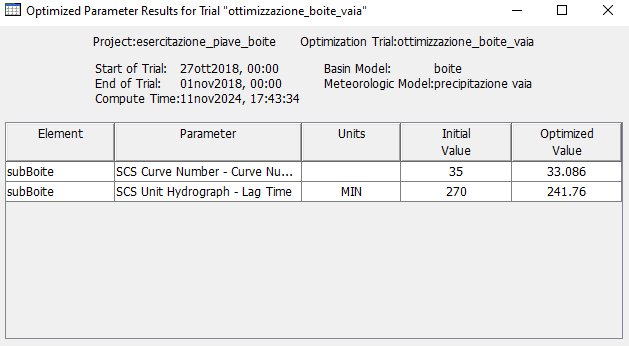 Optimized Parameter Results for Trial "ottimizzazione_boite_vaia"
Project:esercitazione_piave_boite Optimization Trial:ottimizzazione_boite_vaia
Start of Trial: 27ott2018, 00:00 Basin Model: boite
End of Trial: 01nov2018, 00:00 Meteorologic Model:precipitazione vaia
Compute Time:11nov2024, 17:43:34
Element Parameter Units Initial Value Optimized Value
subBoite SCS Curve Number - Curve Nu... 35 33.086
subBoite SCS Unit Hydrograph - Lag Time MIN 270 241.76